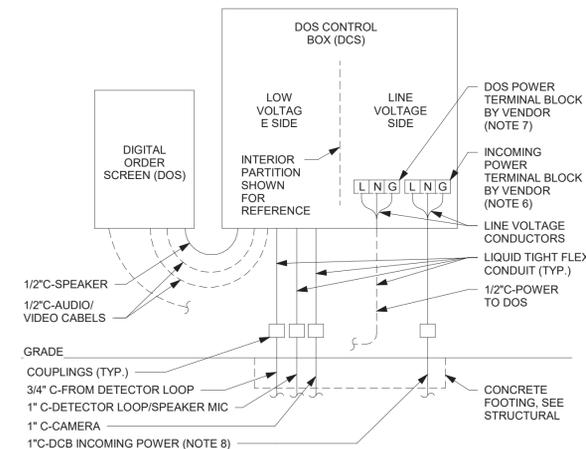 DOS CONTROL
BOX (DCS)
LOW
VOLTAG
E SIDE
LINE
VOLTAGE
SIDE
DIGITAL
ORDER
SCREEN (DOS)
INTERIOR
PARTITION
SHOWN
FOR
REFERENCE
L N G
L N G
DOS POWER
TERMINAL BLOCK
BY VENDOR
(NOTE 7)
INCOMING
POWER
TERMINAL BLOCK
BY VENDOR
(NOTE 6)
LINE VOLTAGE
CONDUCTORS
LIQUID TIGHT FLEX
CONDUIT (TYP.)
1/2"C-POWER
TO DOS
1/2"C-SPEAKER
1/2"C-AUDIO/
VIDEO CABELS
GRADE
COUPLINGS (TYP.)
3/4" C-FROM DETECTOR LOOP
1" C-DETECTOR LOOP/SPEAKER MIC
1" C-CAMERA
1"C-DCB INCOMING POWER (NOTE 8)
CONCRETE
FOOTING, SEE
STRUCTURAL